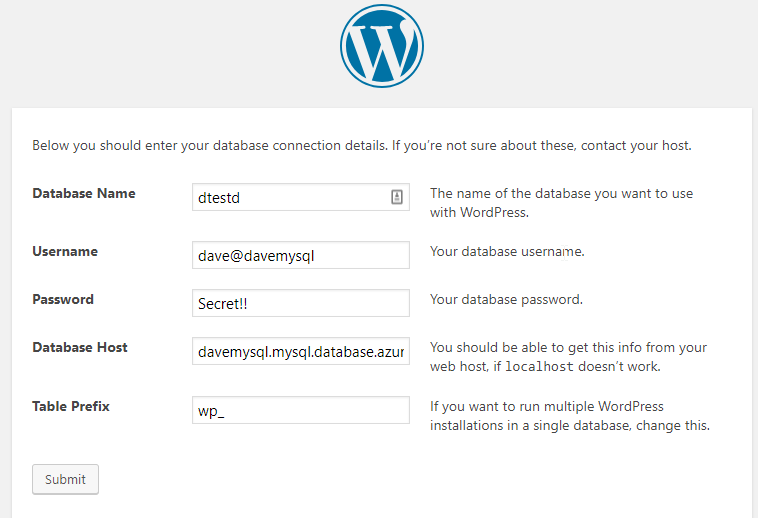 W
Below you should enter your database connection details. If you're not sure about these, contact your host.
Database Name
dtestd
The name of the database you want to use
with WordPress.
Username
dave@davemysql
Your database username.
Password
Secret!!
Your database password.
Database Host
davemysql.mysql.database.azur
You should be able to get this info from your
web host, if localhost doesn't work.
Table Prefix
wp_
If you want to run multiple WordPress
installations in a single database, change this.
Submit